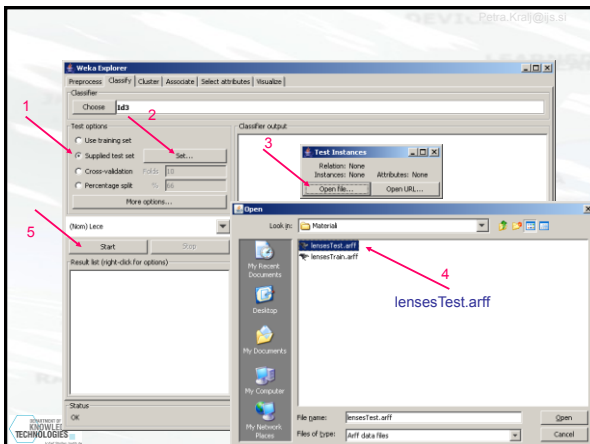 Petra.Kralj@ijs.si
Weka Explorer
Preprocess Classify Cluster Associate Select attributes Visualize
Classifier
Choose Id3
1
2
Test options
Use training set
Supplied test set Set...
Cross-validation Folds 10
Percentage split % 66
More options...
Classifier output
3
Test Instances
Relation: None
Instances: None Attributes: None
Open file... Open URL...
(Nom) Lece
5
Start Stop
Result list (right-click for options)
Open
Look in: Materiali
lensesTest.arff
lensesTrain.arff
4
lensesTest.arff
My Recent
Documents
Desktop
My Documents
My Computer
My Network
Places
File name: lensesTest.arff Open
Files of type: Arff data files Cancel
Status
OK
DEPARTMENT OF
KNOWLEDGE
TECHNOLOGIES